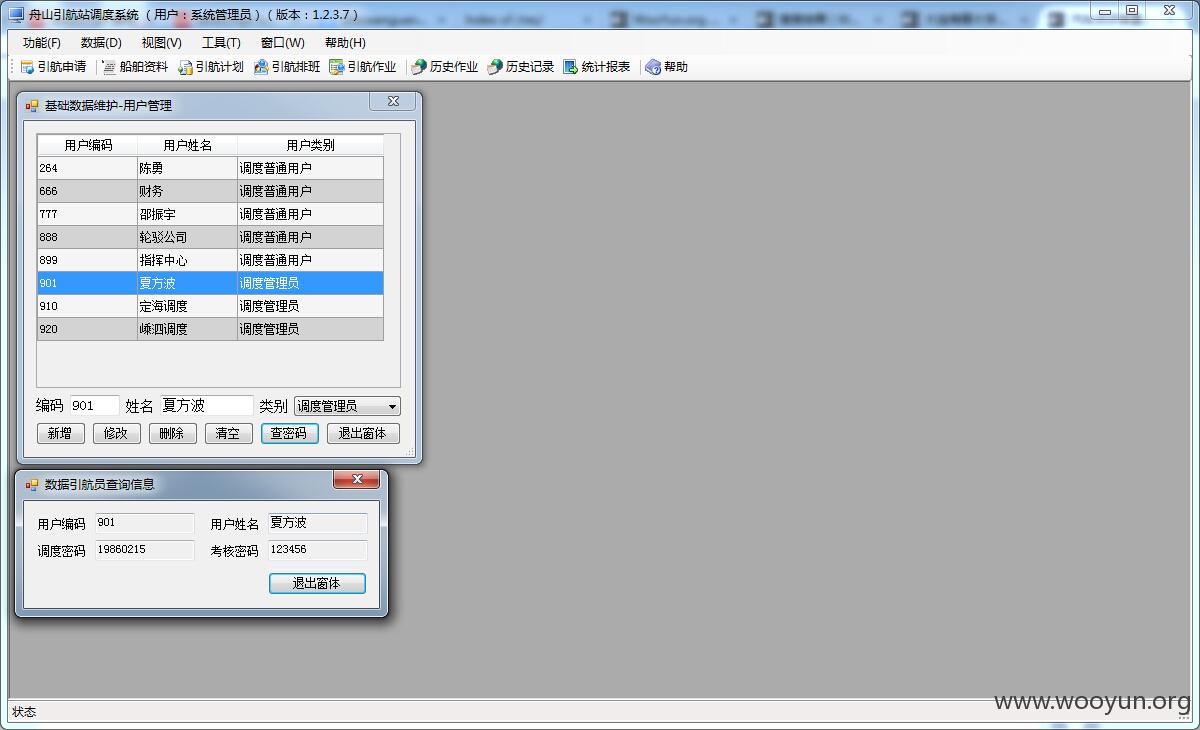 舟山引航站调度系统 （ 用户：系统管理员 ）（ 版本：1.2.3.7 ）
功能(F) 数据(D) 视图(V) 工具(T) 窗口(W) 帮助(H)
引航申请 船舶资料 引航计划 引航排班 引航作业 历史作业 历史记录 统计报表 帮助
基础数据维护-用户管理
用户编码 用户姓名 用户类别
264 陈勇 调度普通用户
666 财务 调度普通用户
777 邵振宇 调度普通用户
888 轮驳公司 调度普通用户
899 指挥中心 调度普通用户
901 夏方波 调度管理员
910 定海调度 调度管理员
920 嵊泗调度 调度管理员
编码 901 姓名 夏方波 类别 调度管理员
新增 修改 删除 清空 查密码 退出窗体
数据引航员查询信息
用户编码 901 用户姓名 夏方波
调度密码 19860215 考核密码 123456
退出窗体
状态
www.wooyun.org